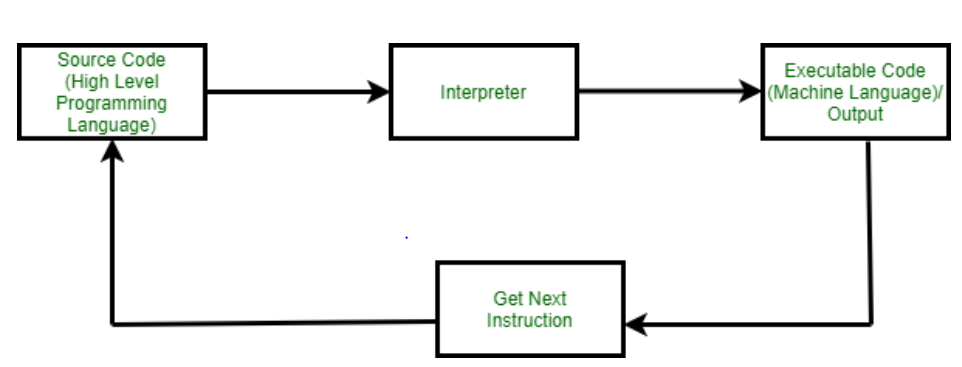 Source Code
(High Level
Programming
Language)
Interpreter
Executable Code
(Machine Language)/
Output
Get Next
Instruction